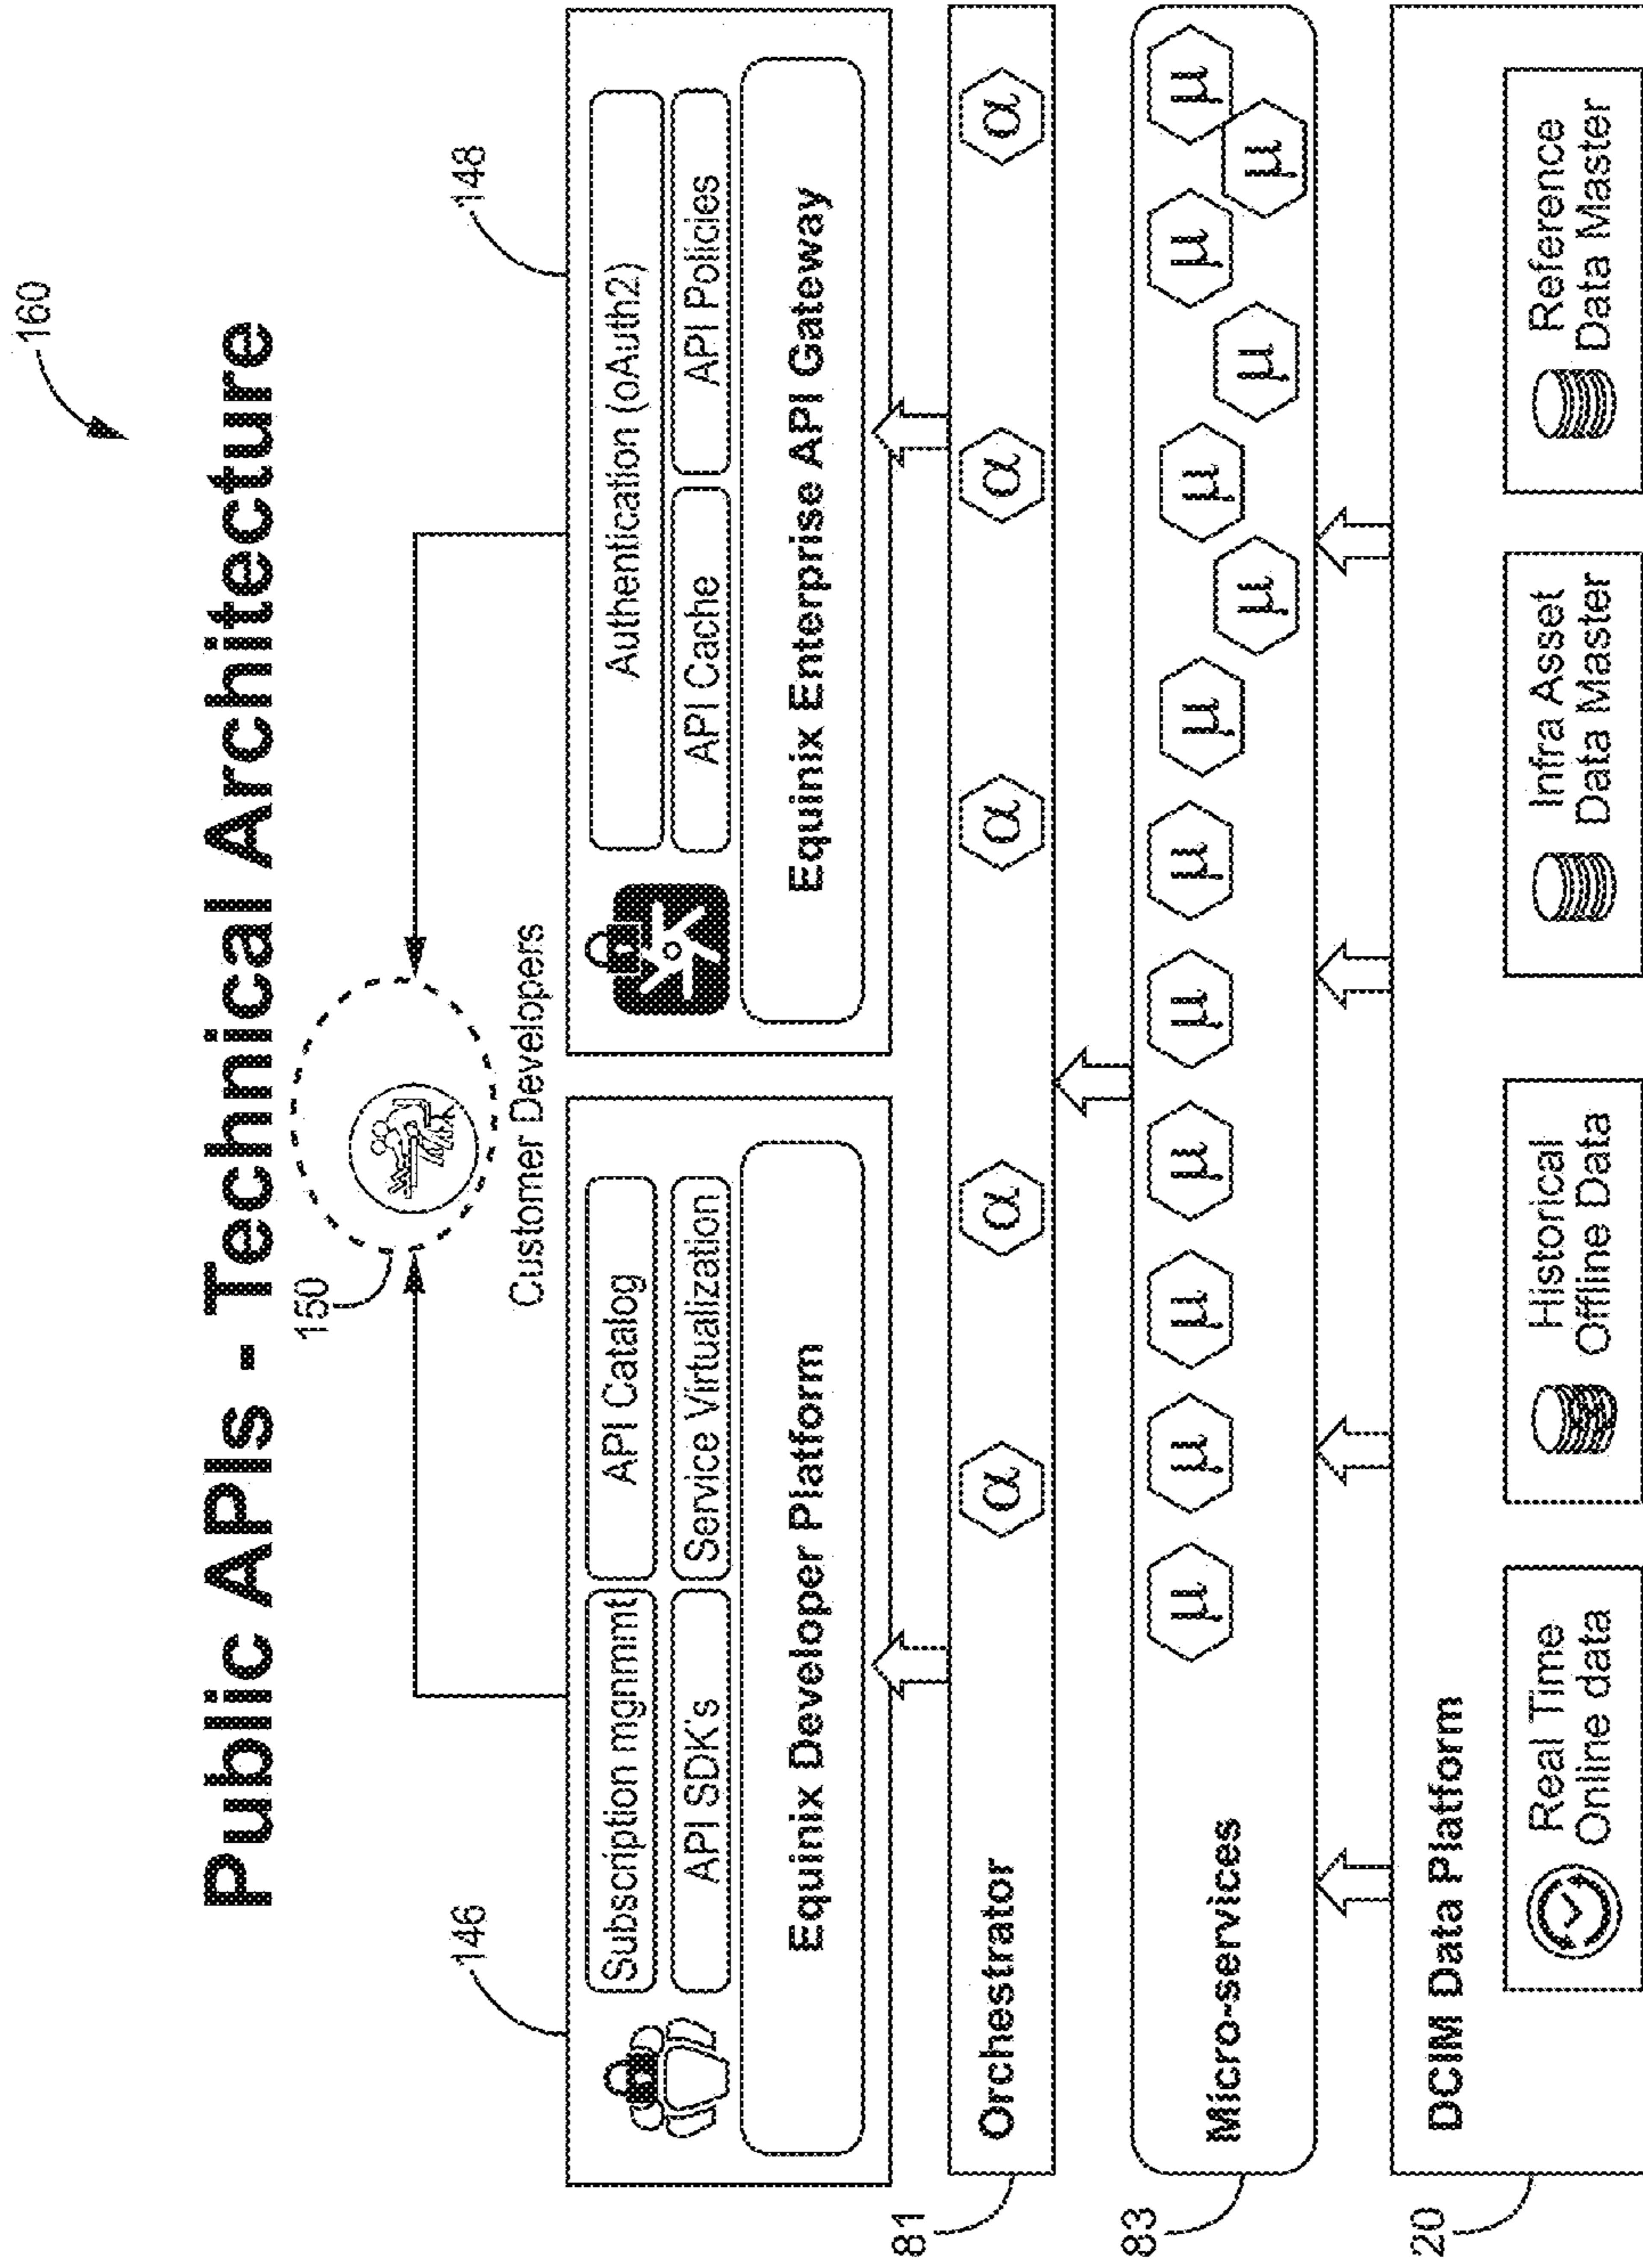 160
Public APIs - Technical Architecture
150
Customer Developers
146
148
Subscription mgnmmt
API Catalog
API SDK's
Service Virtualization
Equinix Developer Platform
Authentication (oAuth2)
API Cache
API Policies
Equinix Enterprise API Gateway
81
Orchestrator
α α α α α
83
Micro-services
μ μ μ μ μ μ μ μ μ μ
μ μ μ
20
DCIM Data Platform
Real Time
Online data
Historical
Offline Data
Infra Asset
Data Master
Reference
Data Master